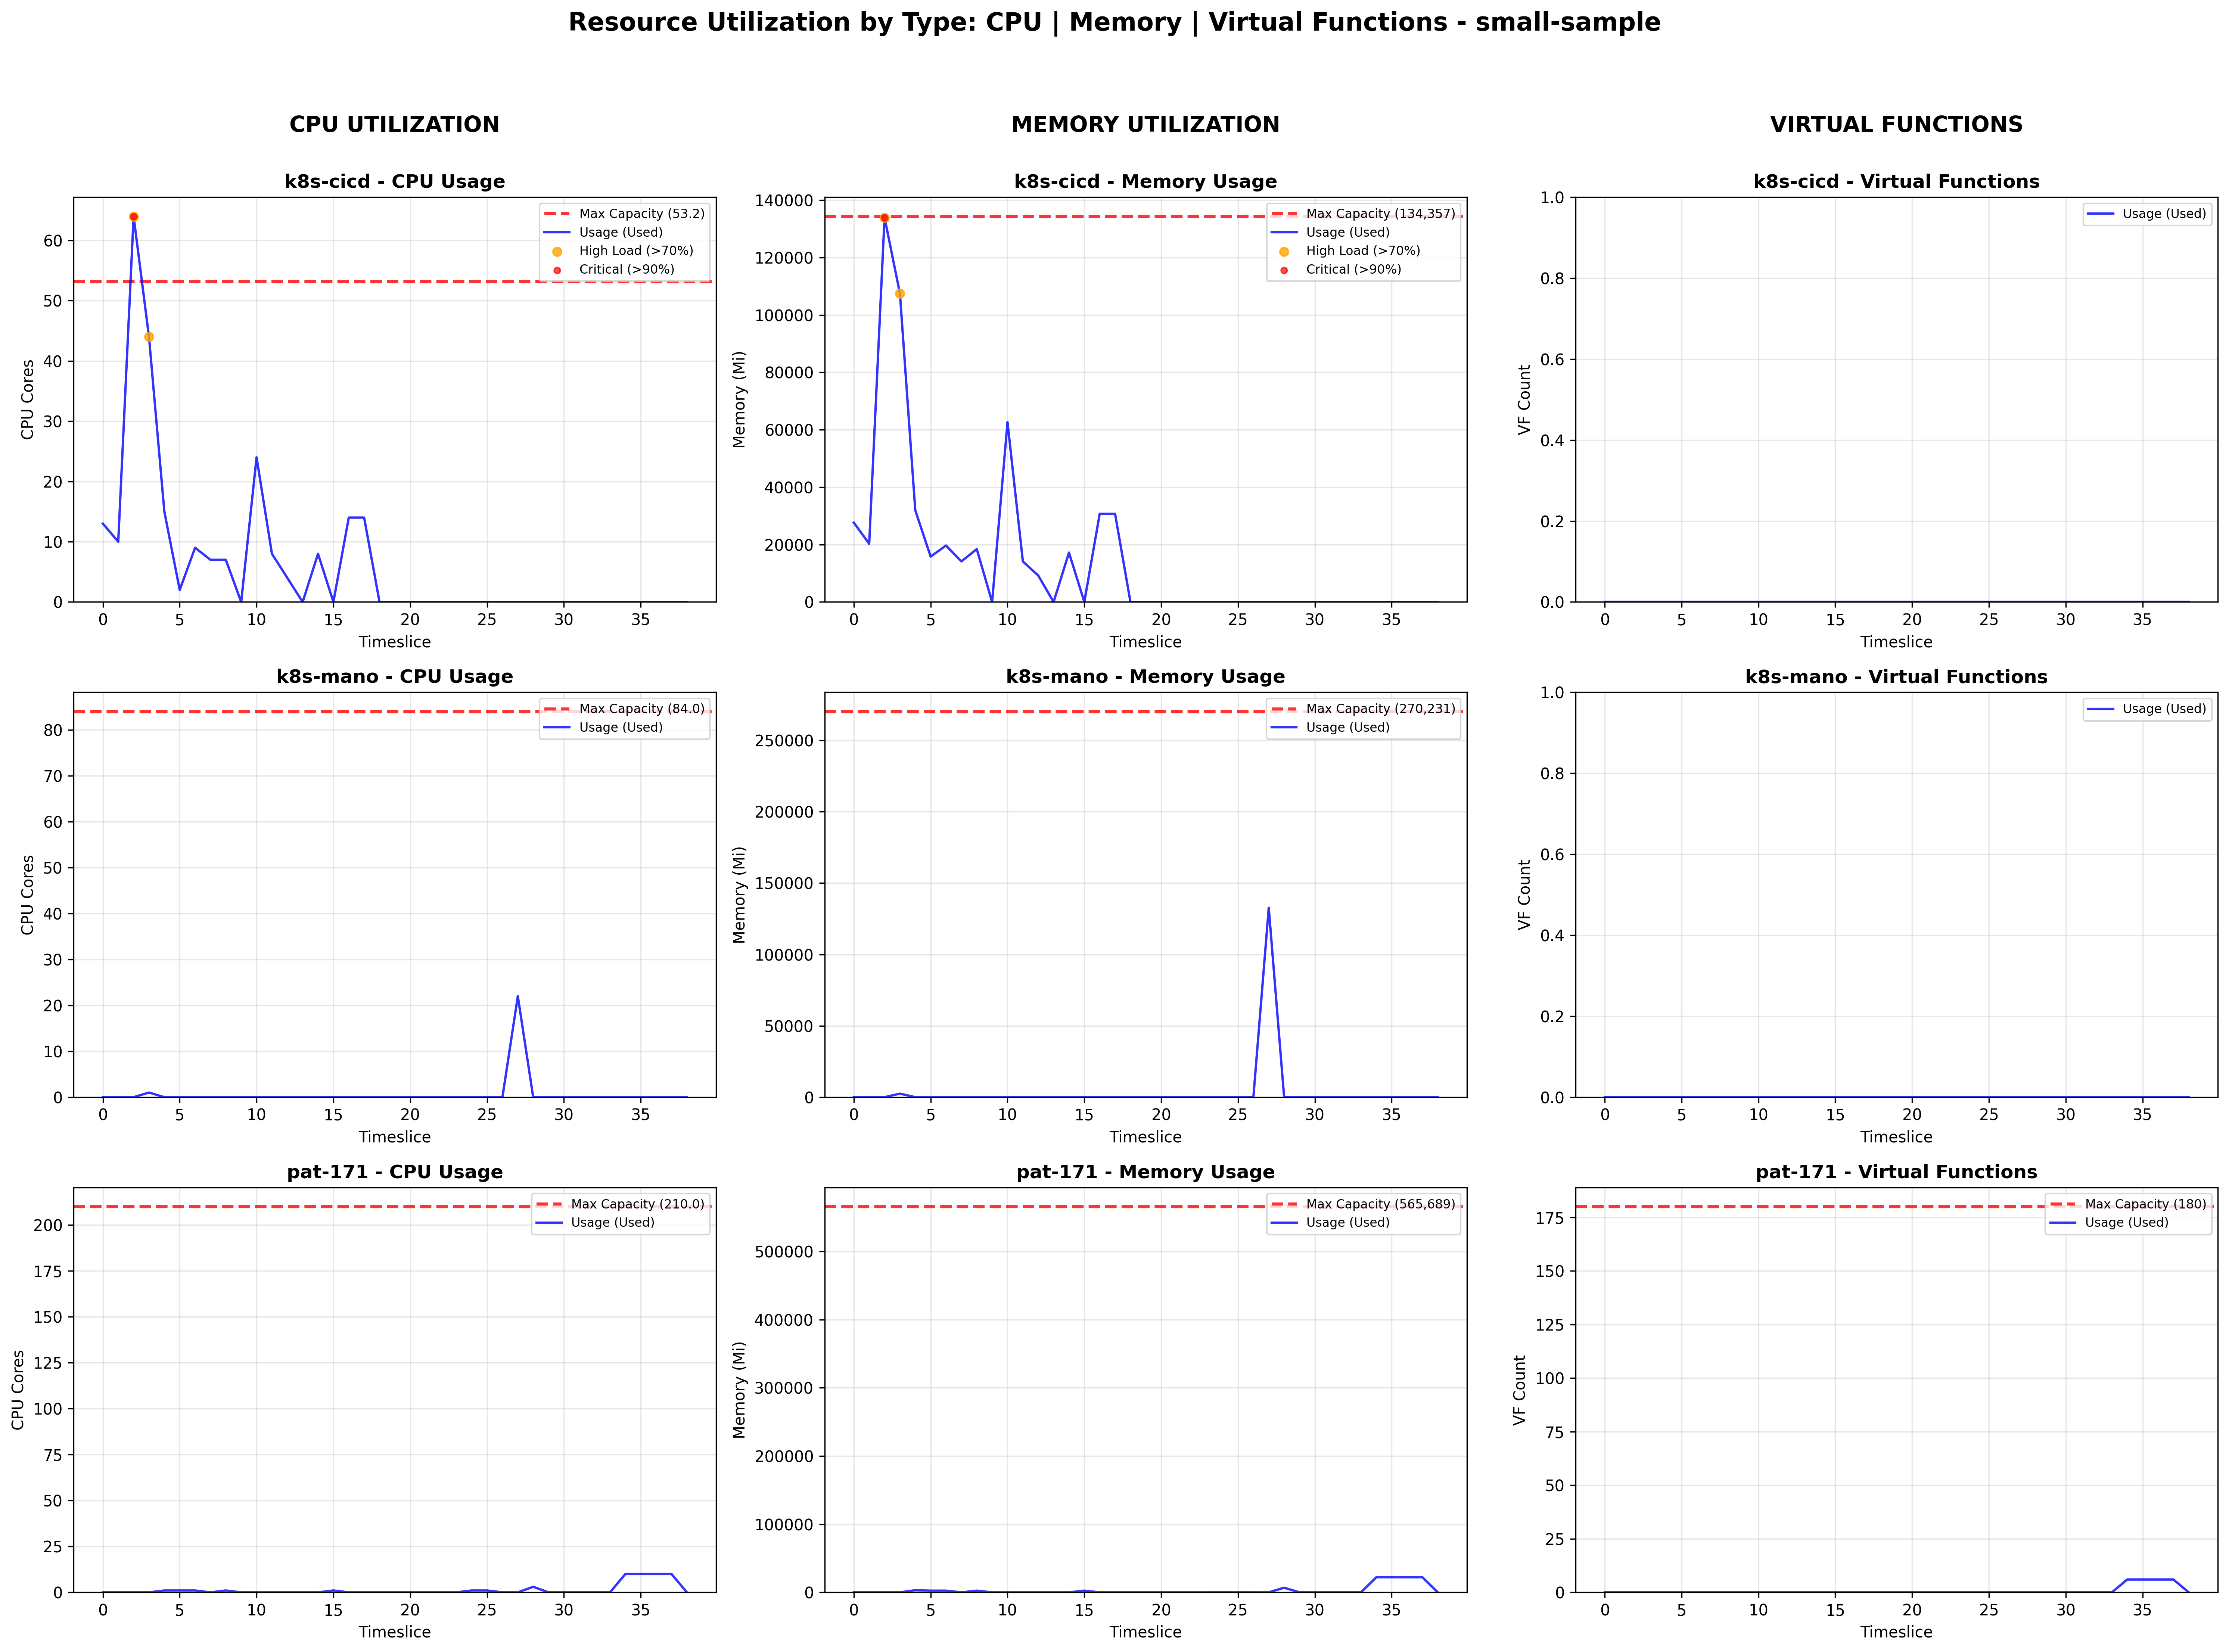 Resource Utilization by Type: CPU | Memory | Virtual Functions - small-sample
CPU UTILIZATION
MEMORY UTILIZATION
VIRTUAL FUNCTIONS
k8s-cicd - CPU Usage
CPU Cores
60
50
40
30
20
10
0
Max Capacity (53.2)
Usage (Used)
High Load (>70%)
Critical (>90%)
0 5 10 15 20 25 30 35
Timeslice
k8s-cicd - Memory Usage
Memory (Mi)
140000
120000
100000
80000
60000
40000
20000
0
Max Capacity (134,357)
Usage (Used)
High Load (>70%)
Critical (>90%)
0 5 10 15 20 25 30 35
Timeslice
k8s-cicd - Virtual Functions
VF Count
1.0
0.8
0.6
0.4
0.2
0.0
Usage (Used)
0 5 10 15 20 25 30 35
Timeslice
k8s-mano - CPU Usage
CPU Cores
80
70
60
50
40
30
20
10
0
Max Capacity (84.0)
Usage (Used)
0 5 10 15 20 25 30 35
Timeslice
k8s-mano - Memory Usage
Memory (Mi)
250000
200000
150000
100000
50000
0
Max Capacity (270,231)
Usage (Used)
0 5 10 15 20 25 30 35
Timeslice
k8s-mano - Virtual Functions
VF Count
1.0
0.8
0.6
0.4
0.2
0.0
Usage (Used)
0 5 10 15 20 25 30 35
Timeslice
pat-171 - CPU Usage
CPU Cores
200
175
150
125
100
75
50
25
0
Max Capacity (210.0)
Usage (Used)
0 5 10 15 20 25 30 35
Timeslice
pat-171 - Memory Usage
Memory (Mi)
500000
400000
300000
200000
100000
0
Max Capacity (565,689)
Usage (Used)
0 5 10 15 20 25 30 35
Timeslice
pat-171 - Virtual Functions
VF Count
175
150
125
100
75
50
25
0
Max Capacity (180)
Usage (Used)
0 5 10 15 20 25 30 35
Timeslice